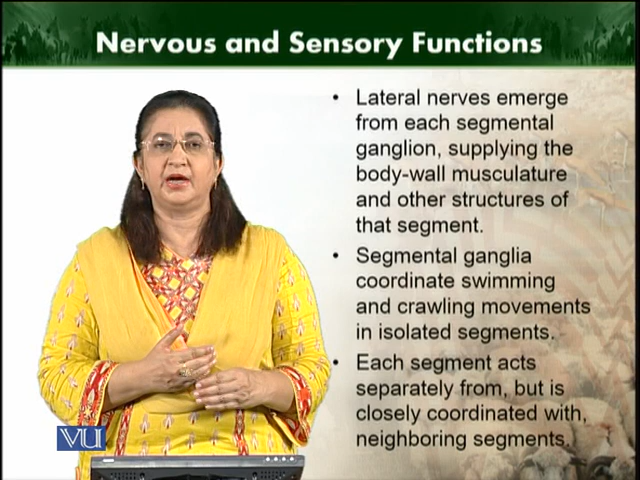 Nervous and Sensory Functions
• Lateral nerves emerge
from each segmental
ganglion, supplying the
body-wall musculature
and other structures of
that segment.
• Segmental ganglia
coordinate swimming
and crawling movements
in isolated segments.
• Each segment acts
separately from, but is
closely coordinated with,
neighboring segments.
VU